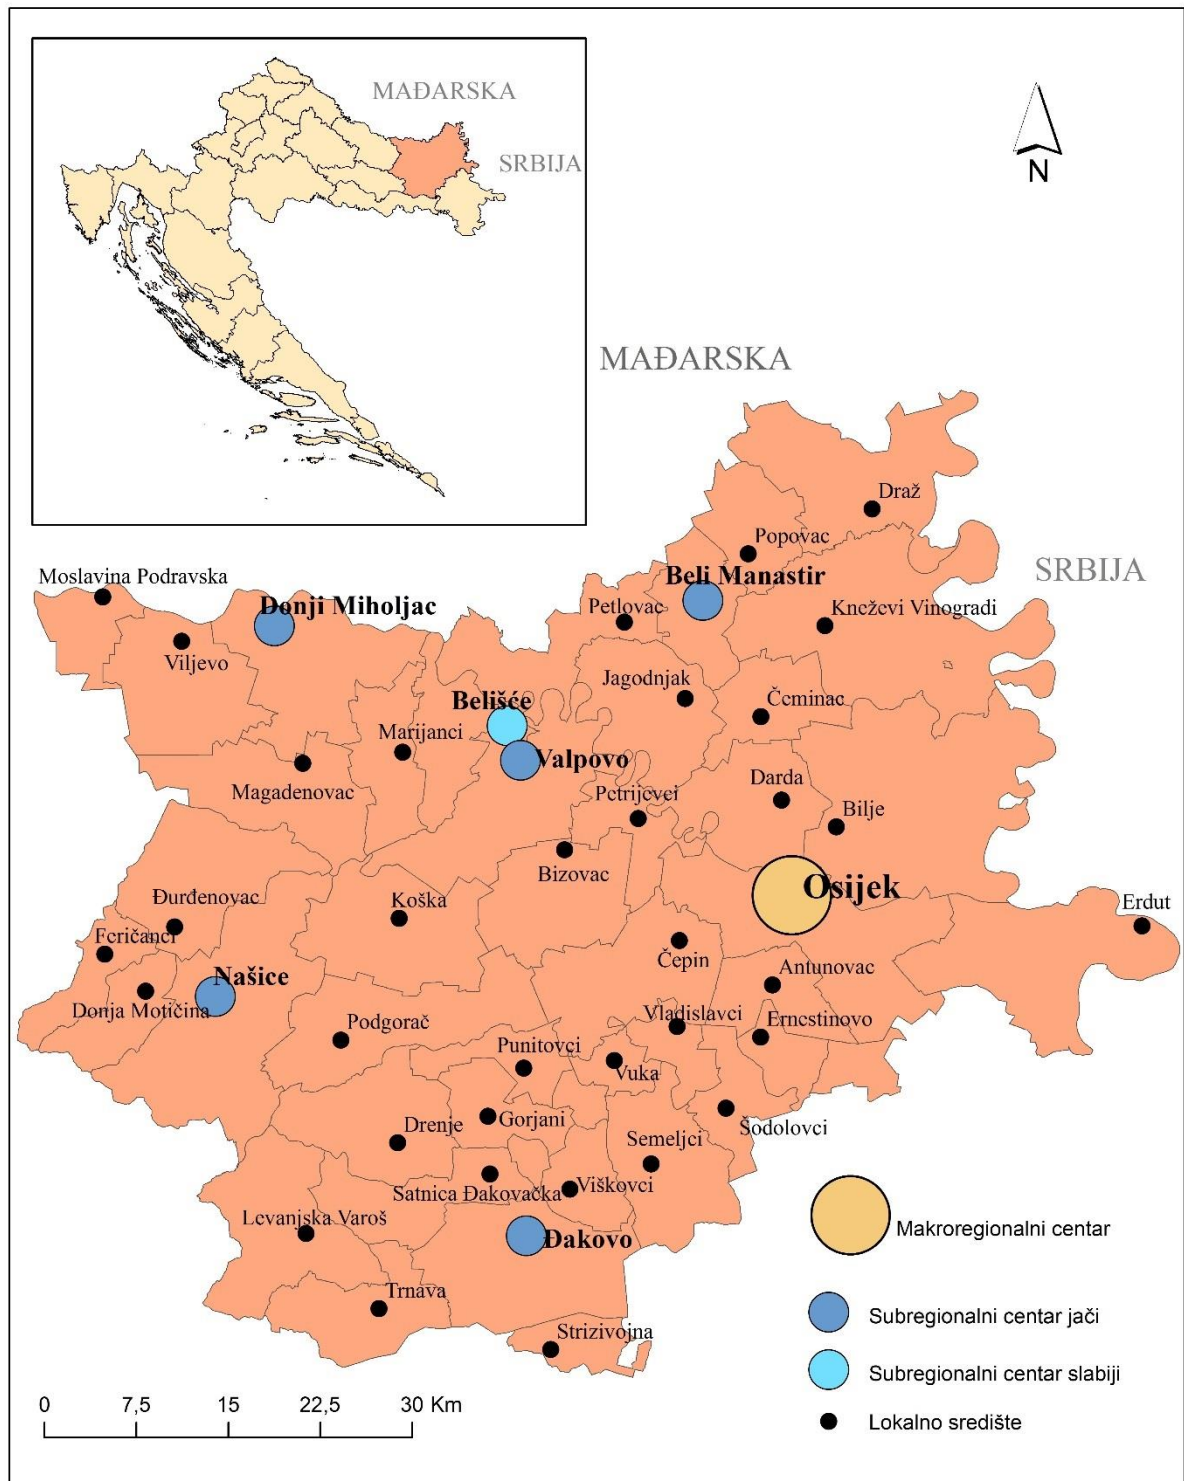 MAĐARSKA
SRBIJA
N
MAĐARSKA
SRBIJA
Draž
Popovac
Beli Manastir
Moslavina Podravska
Donji Miholjac
Petlovac
Kneževi Vinogradi
Viljevo
Jagodnjak
Čeminac
Belišće
Marijanci
Valpovo
Magadenovac
Darda
Petrijevci
Bilje
Bizovac
Osijek
Đurđenovac
Koška
Erdut
Feričanci
Čepin
Antunovac
Našice
Donja Motičina
Podgorač
Vladislavci
Ernestinovo
Punitovci
Vuka
Drenje
Gorjani
Semeljci
Šodolovci
Satnica Đakovačka
Viškovci
Levanjska Varoš
Đakovo
Trnava
Strizivojna
Makroregionalni centar
Subregionalni centar jači
Subregionalni centar slabiji
Lokalno središte
0 7,5 15 22,5 30 Km